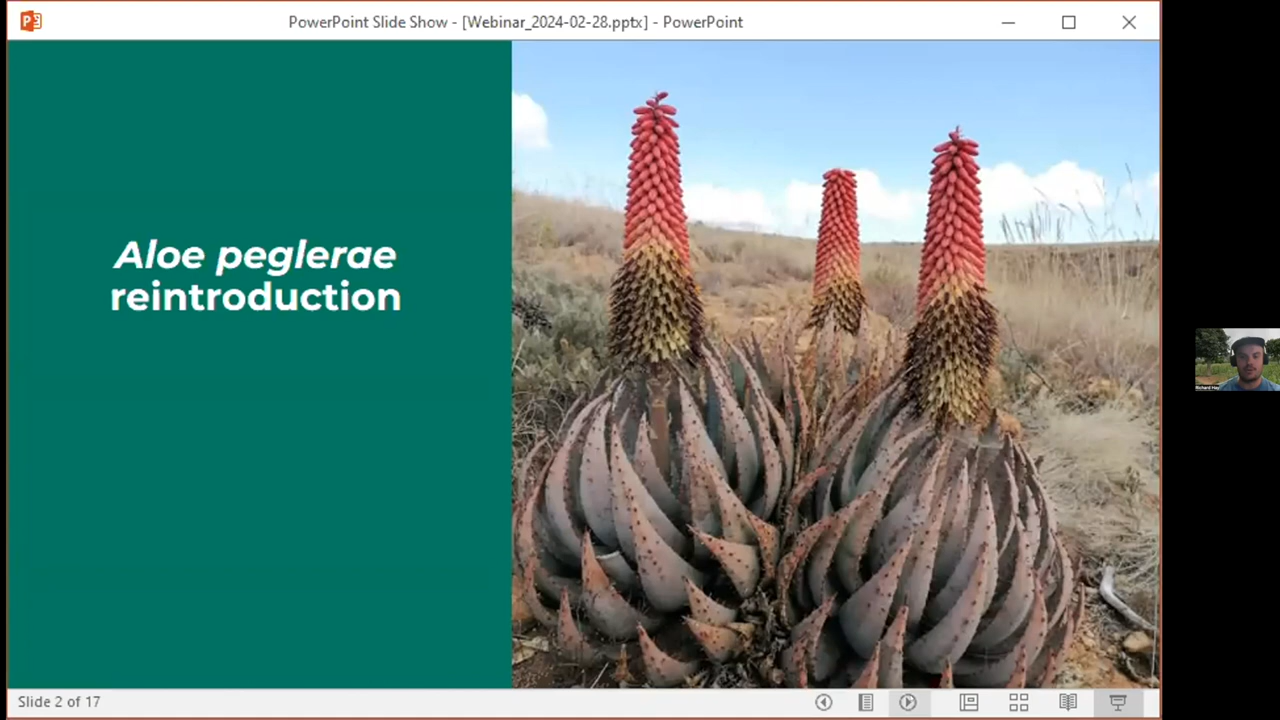 PowerPoint Slide Show - [Webinar_2024-02-28.pptx] - PowerPoint
Aloe peglerae
reintroduction
Slide 2 of 17